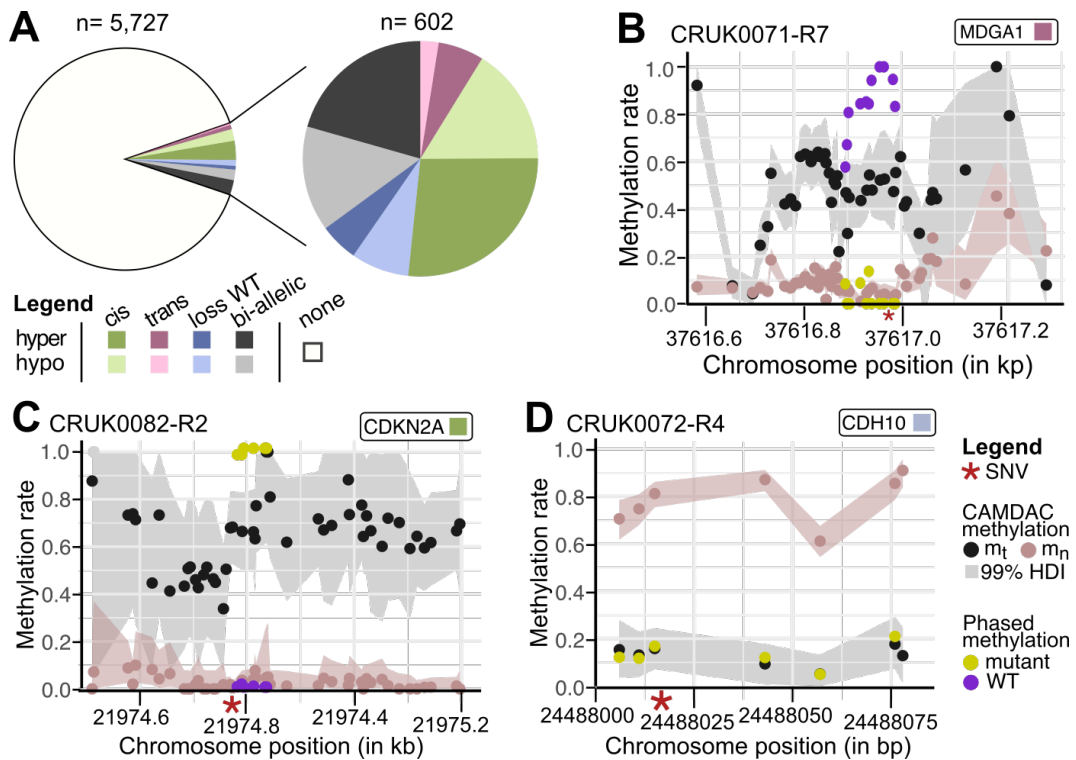 A
n= 5,727
n= 602
Legend
cis
trans
loss WT
bi-allelic
none
hyper
hypo
B
CRUK0071-R7
MDGA1
Methylation rate
1.0
0.8
0.6
0.4
0.2
0.0
*
37616.6
37616.8
37617.0
37617.2
Chromosome position (in kp)
C
CRUK0082-R2
CDKN2A
Methylation rate
1.0
0.8
0.6
0.4
0.2
0.0
*
21974.6
21974.8
21974.4
21975.2
Chromosome position (in kb)
D
CRUK0072-R4
CDH10
Methylation rate
1.0
0.8
0.6
0.4
0.2
0.0
*
24488000
24488025
24488050
24488075
Chromosome position (in bp)
Legend
* SNV
CAMDAC
methylation
mt mn
99% HDI
Phased
methylation
mutant
WT